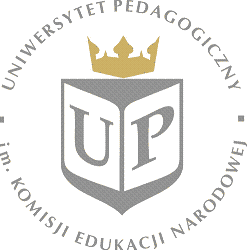 UNIWERSYTET PEDAGOGICZNY
UP
im. KOMISJI EDUKACJI NARODOWEJ